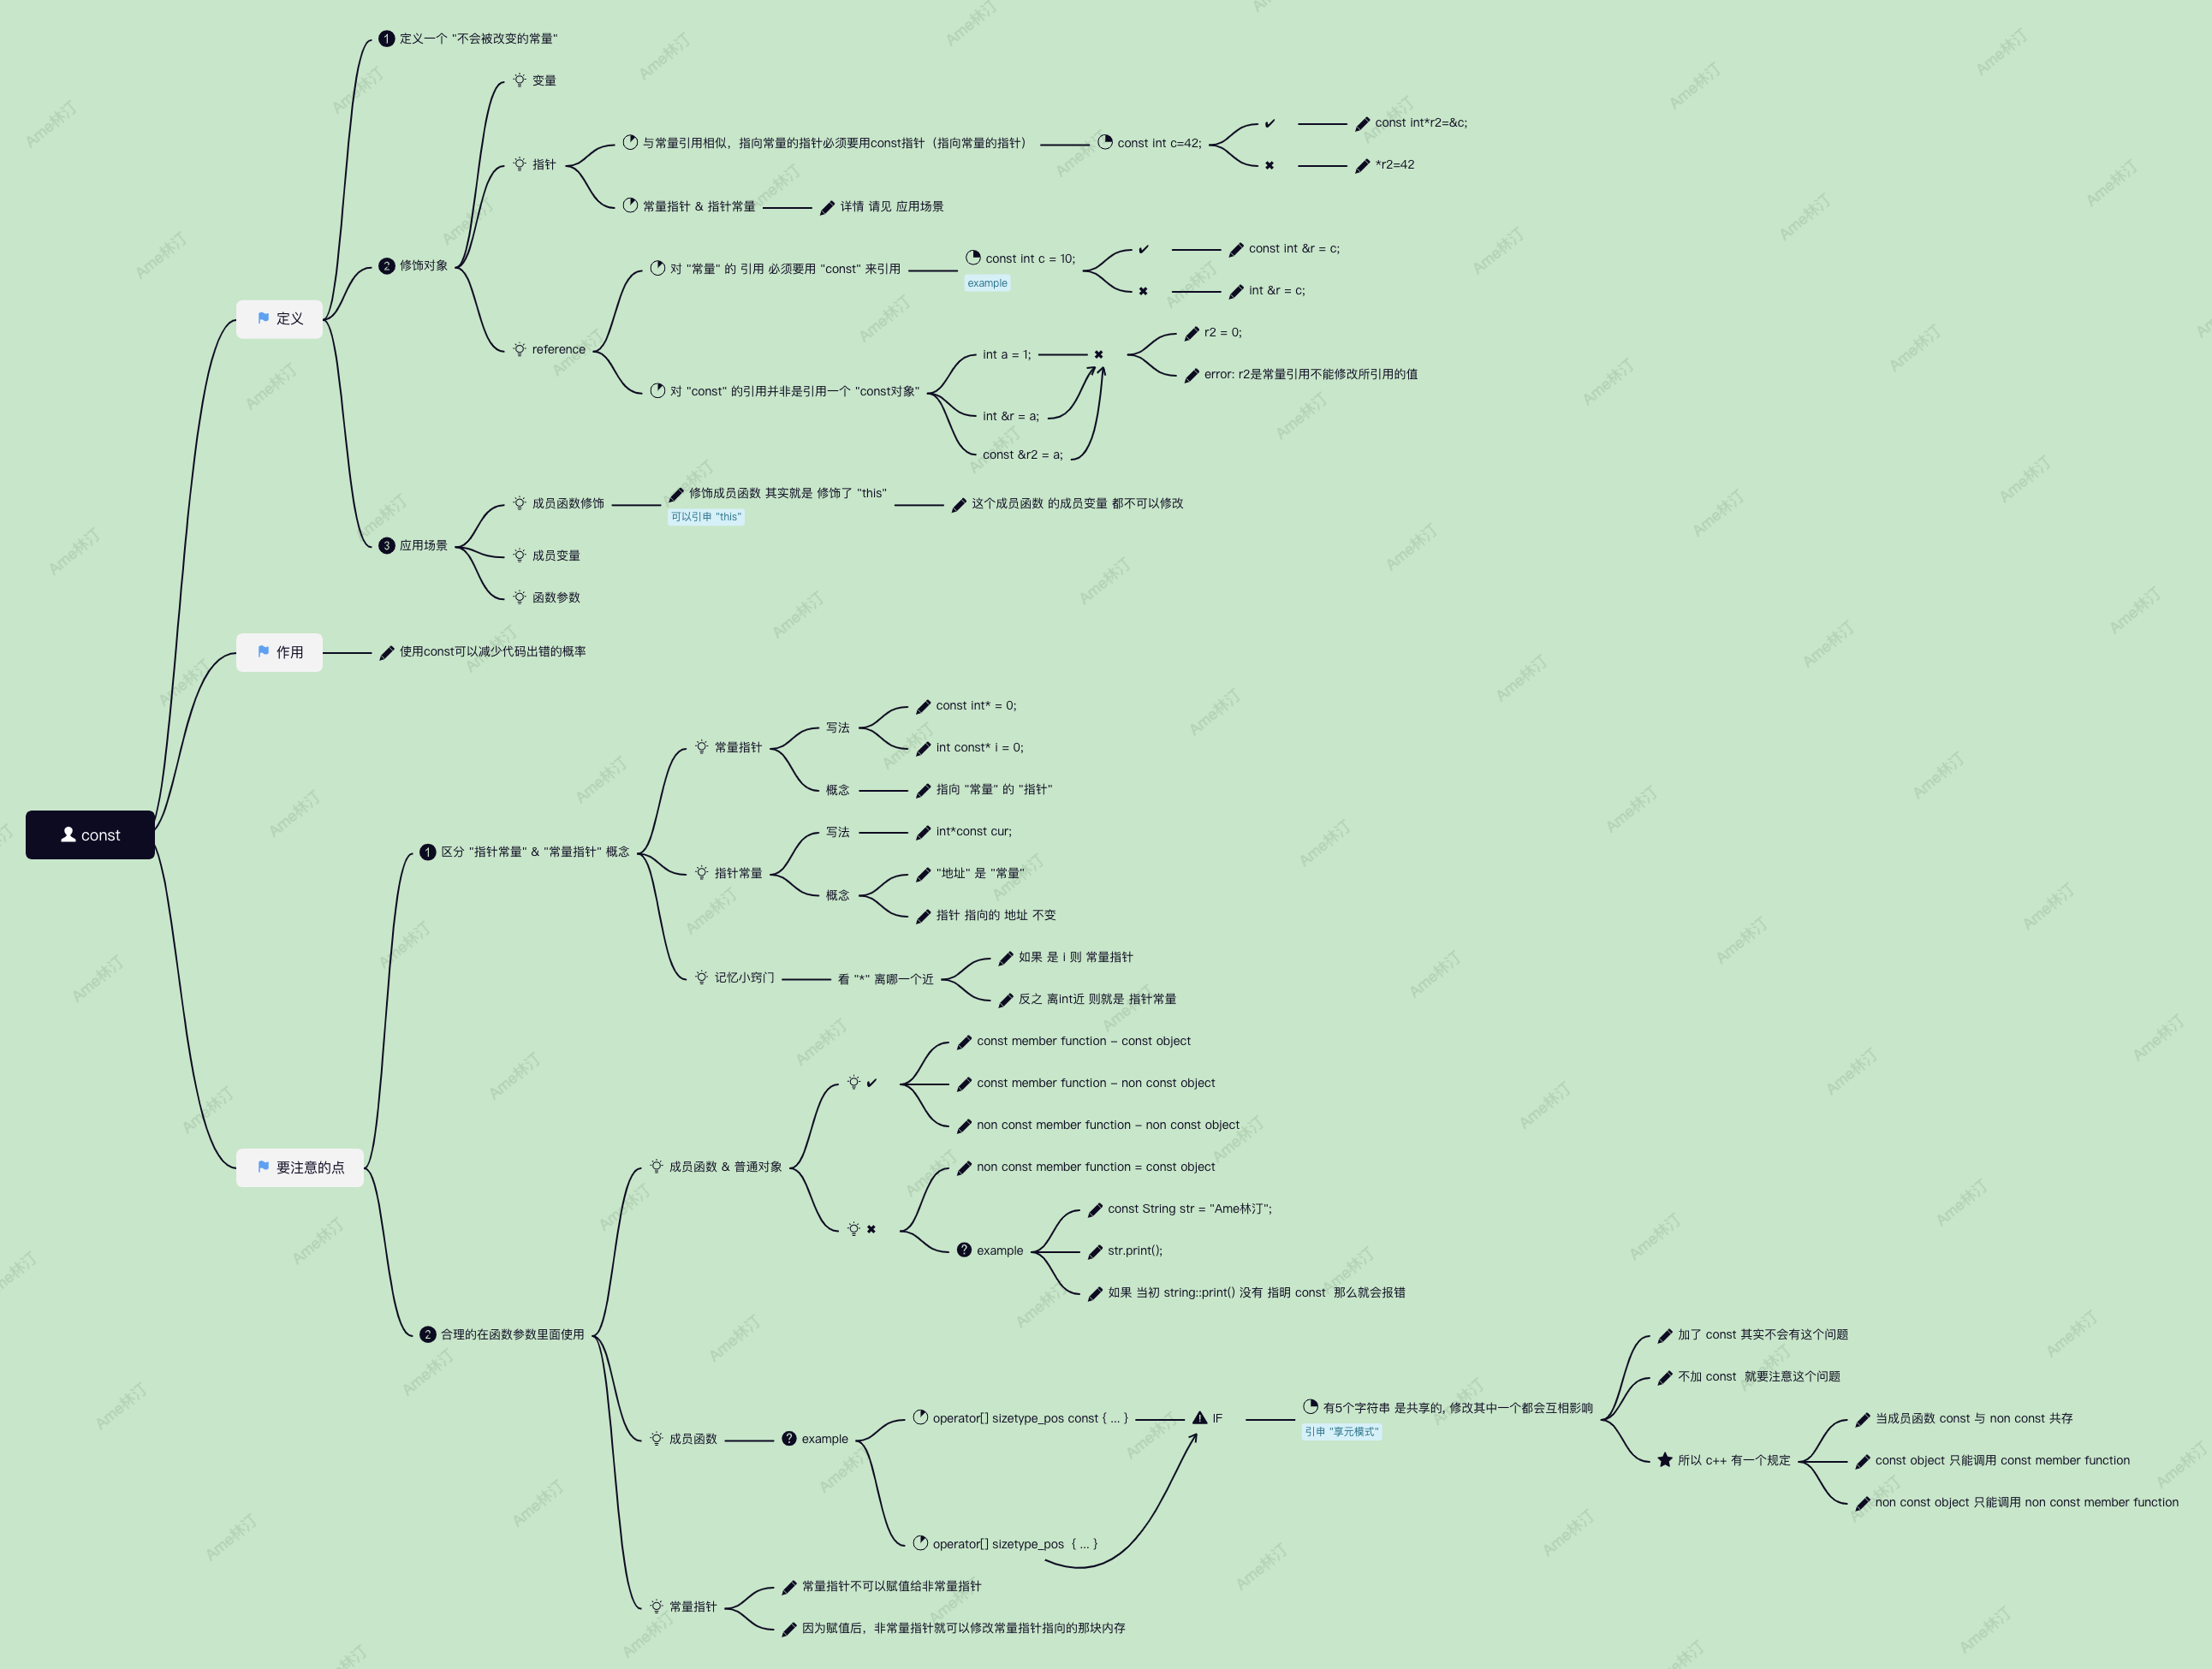 const
定义
定义一个 "不会被改变的常量"
修饰对象
变量
指针
与常量引用相似，指向常量的指针必须要用const指针（指向常量的指针）
const int c=42;
const int*r2=&c;
*r2=42
常量指针 & 指针常量
详情 请见 应用场景
reference
对 "常量" 的 引用 必须要用 "const" 来引用
const int c = 10;
example
const int &r = c;
int &r = c;
对 "const" 的引用并非是引用一个 "const对象"
int a = 1;
r2 = 0;
error: r2是常量引用不能修改所引用的值
int &r = a;
const &r2 = a;
应用场景
成员函数修饰
修饰成员函数 其实就是 修饰了 "this"
可以引申 "this"
这个成员函数 的成员变量 都不可以修改
成员变量
函数参数
作用
使用const可以减少代码出错的概率
要注意的点
区分 "指针常量" & "常量指针" 概念
常量指针
写法
const int* = 0;
int const* i = 0;
概念
指向 "常量" 的 "指针"
指针常量
写法
int*const cur;
概念
"地址" 是 "常量"
指针 指向的 地址 不变
记忆小窍门
看 "*" 离哪一个近
如果 是 i 则 常量指针
反之 离int近 则就是 指针常量
合理的在函数参数里面使用
成员函数 & 普通对象
const member function - const object
const member function - non const object
non const member function - non const object
non const member function = const object
example
const String str = "Ame林汀";
str.print();
如果 当初 string::print() 没有 指明 const 那么就会报错
成员函数
example
operator[] sizetype_pos const { ... }
IF
有5个字符串 是共享的, 修改其中一个都会互相影响
引申 "享元模式"
加了 const 其实不会有这个问题
不加 const 就要注意这个问题
所以 c++ 有一个规定
当成员函数 const 与 non const 共存
const object 只能调用 const member function
non const object 只能调用 non const member function
operator[] sizetype_pos { ... }
常量指针
常量指针不可以赋值给非常量指针
因为赋值后，非常量指针就可以修改常量指针指向的那块内存
Ame林汀